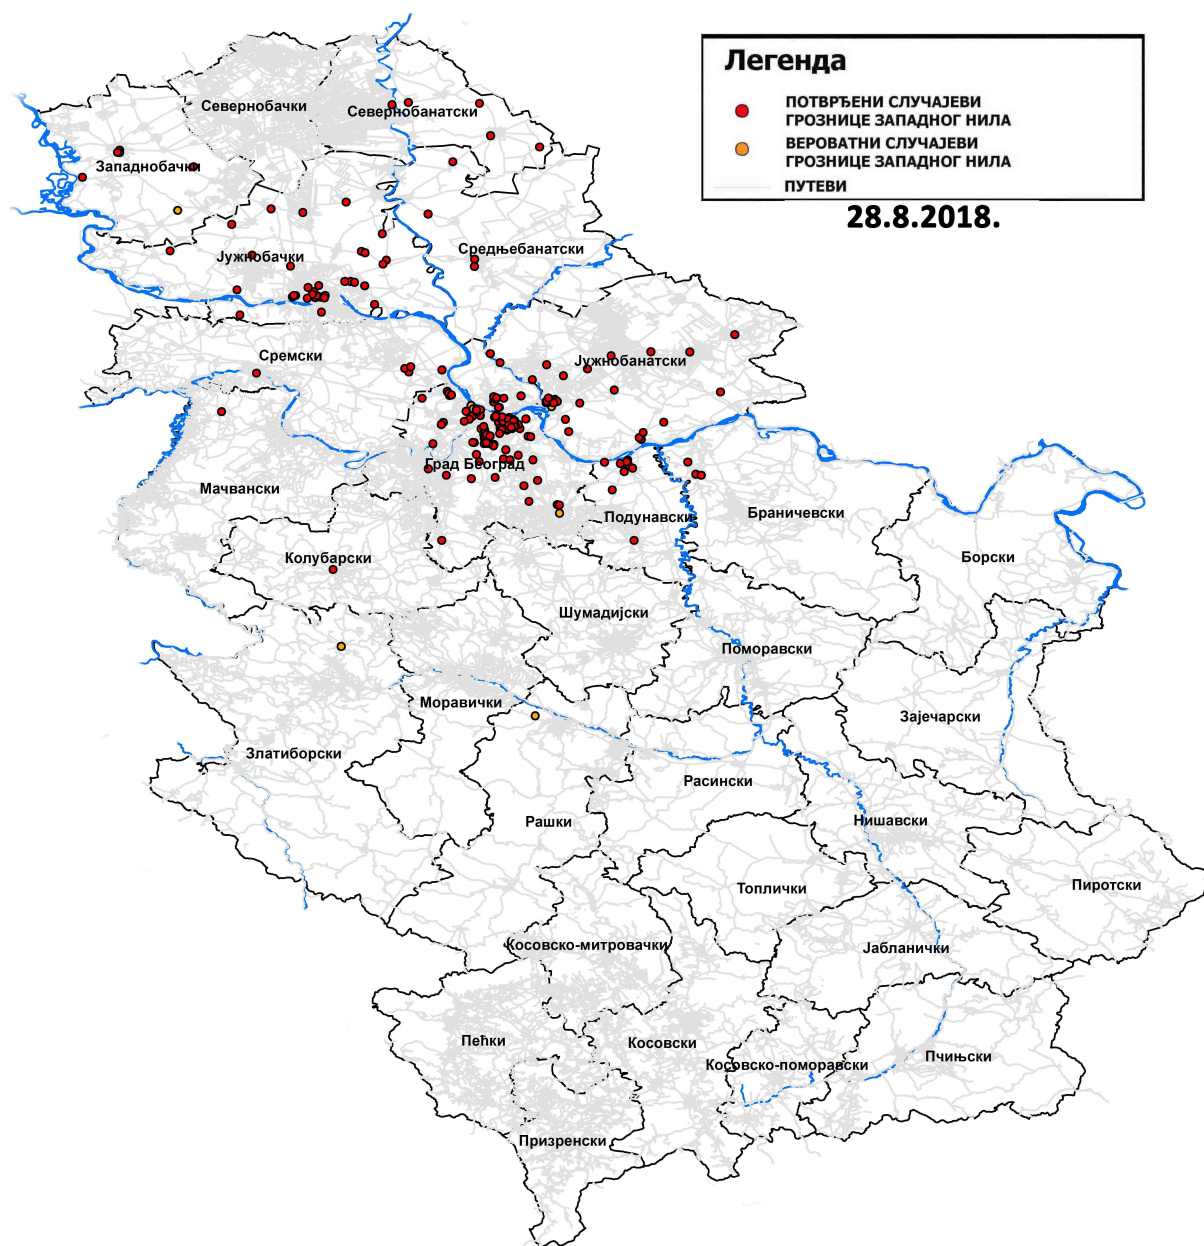 Легенда
ПОТВРЂЕНИ СЛУЧАЈЕВИ
ГРОЗНИЦЕ ЗАПАДНОГ НИЛА
ВЕРОВАТНИ СЛУЧАЈЕВИ
ГРОЗНИЦЕ ЗАПАДНОГ НИЛА
ПУТЕВИ
28.8.2018.
Севернобачки
Севернобанатски
Западнобачки
Средњебанатски
Јужнобачки
Сремски
Јужнобанатски
Град Београд
Мачвански
Подунавски
Браничевски
Колубарски
Борски
Шумадијски
Поморавски
Моравички
Зајечарски
Златиборски
Расински
Рашки
Нишавски
Топлички
Пиротски
Косовско-митровачки
Јабланички
Пећки
Косовски
Косовско-поморавски
Пчињски
Призренски